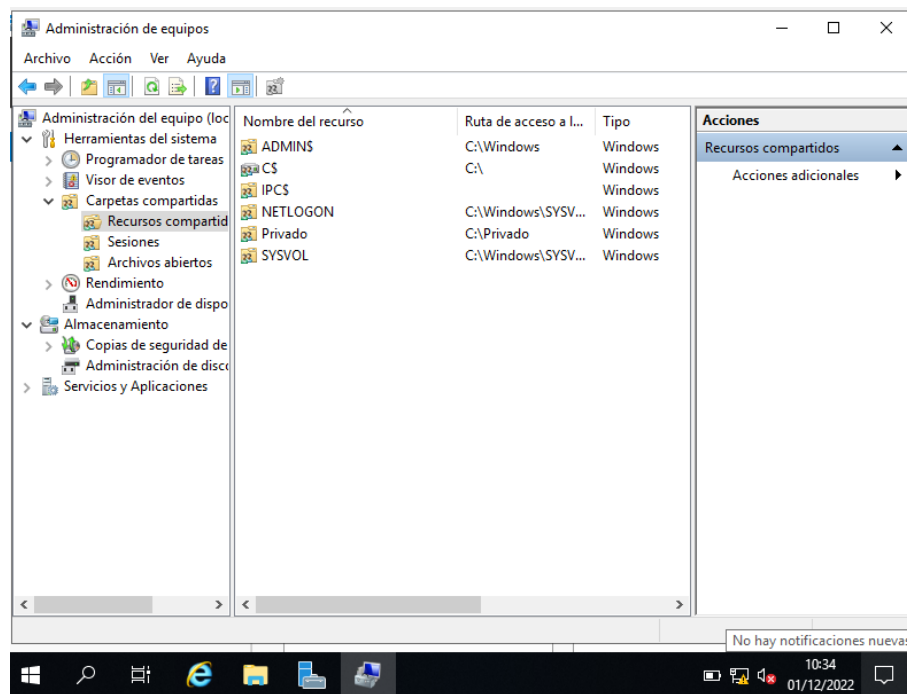 Administración de equipos
Archivo Acción Ver Ayuda
Administración del equipo (loc
Herramientas del sistema
Programador de tareas
Visor de eventos
Carpetas compartidas
Recursos compartid
Sesiones
Archivos abiertos
Rendimiento
Administrador de dispo
Almacenamiento
Copias de seguridad de
Administración de disco
Servicios y Aplicaciones
Nombre del recurso Ruta de acceso a l... Tipo
ADMIN$ C:\Windows Windows
C$ C:\ Windows
IPC$ Windows
NETLOGON C:\Windows\SYSV... Windows
Privado C:\Privado Windows
SYSVOL C:\Windows\SYSV... Windows
Acciones
Recursos compartidos
Acciones adicionales
No hay notificaciones nuevas
10:34
01/12/2022